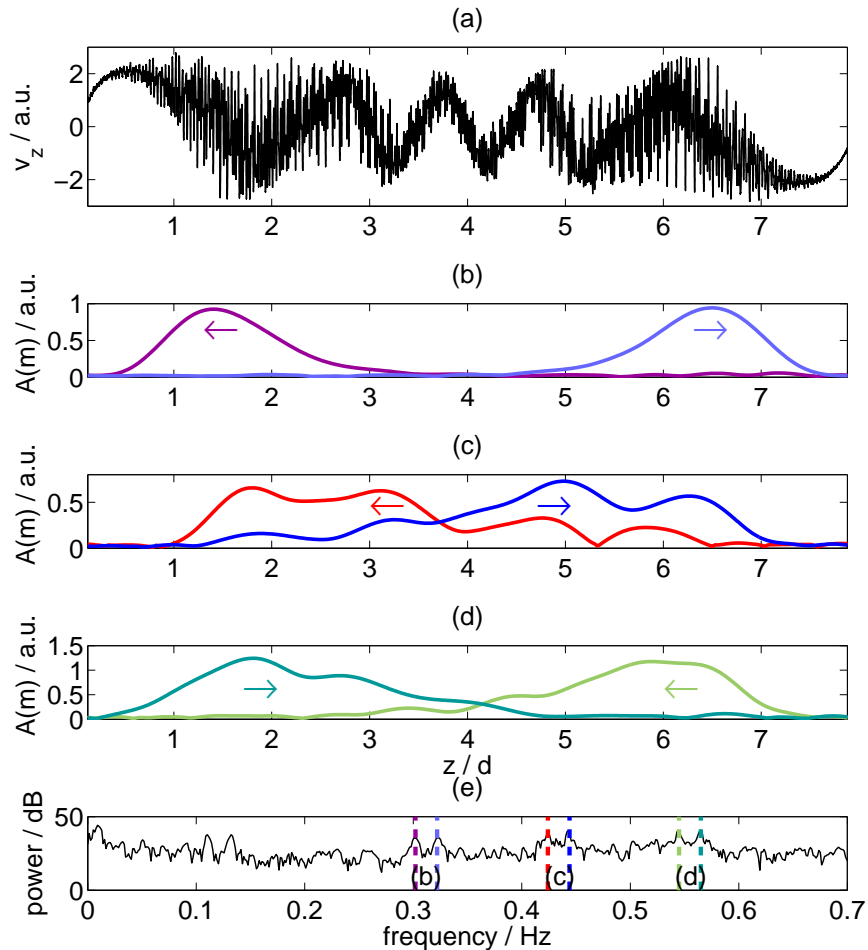 (a)
v_z / a.u.
2
0
−2
1 2 3 4 5 6 7
(b)
A(m) / a.u.
1
0.5
0
1 2 3 4 5 6 7
(c)
A(m) / a.u.
0.5
0
1 2 3 4 5 6 7
(d)
A(m) / a.u.
1.5
1
0.5
0
1 2 3 4 5 6 7
z / d
(e)
power / dB
50
0
(b) (c) (d)
0 0.1 0.2 0.3 0.4 0.5 0.6 0.7
frequency / Hz